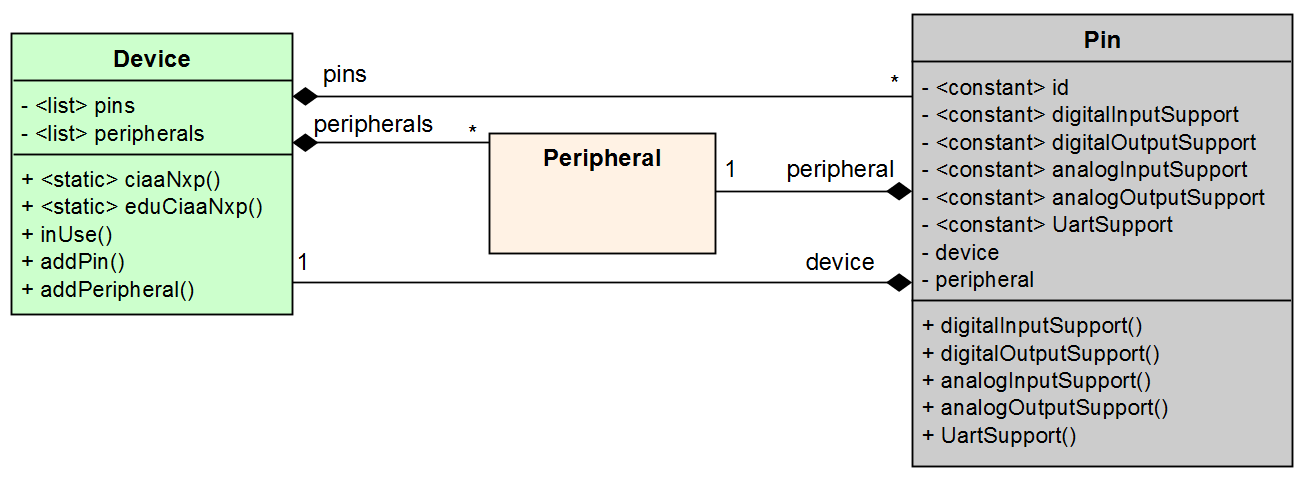 Device
- <list> pins
- <list> peripherals
+ <static> ciaaNxp()
+ <static> eduCiaaNxp()
+ inUse()
+ addPin()
+ addPeripheral()
pins
*
peripherals
*
Peripheral
1
peripheral
1
device
Pin
- <constant> id
- <constant> digitalInputSupport
- <constant> digitalOutputSupport
- <constant> analogInputSupport
- <constant> analogOutputSupport
- <constant> UartSupport
- device
- peripheral
+ digitalInputSupport()
+ digitalOutputSupport()
+ analogInputSupport()
+ analogOutputSupport()
+ UartSupport()